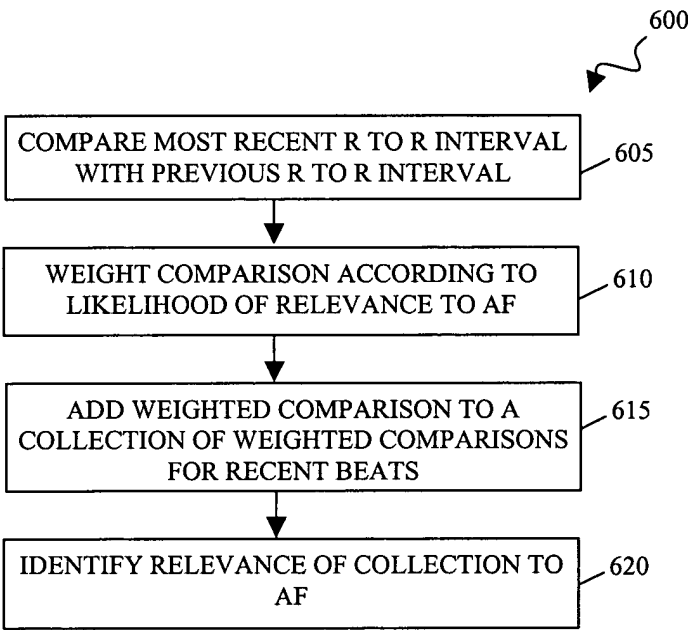 600
COMPARE MOST RECENT R TO R INTERVAL
WITH PREVIOUS R TO R INTERVAL
605
WEIGHT COMPARISON ACCORDING TO
LIKELIHOOD OF RELEVANCE TO AF
610
ADD WEIGHTED COMPARISON TO A
COLLECTION OF WEIGHTED COMPARISONS
FOR RECENT BEATS
615
IDENTIFY RELEVANCE OF COLLECTION TO
AF
620